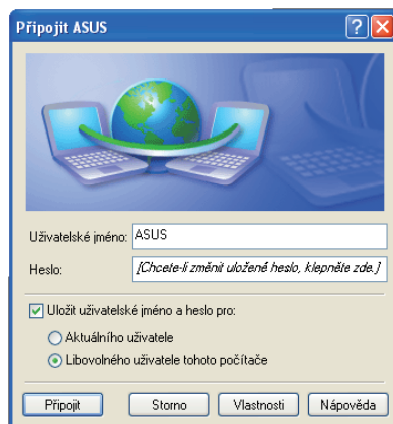 Připojit ASUS
Uživatelské jméno: ASUS
Heslo: [Chcete-li změnit uložené heslo, klepněte zde.]
Uložit uživatelské jméno a heslo pro:
Aktuálního uživatele
Libovolného uživatele tohoto počítače
Připojit Storno Vlastnosti Nápověda